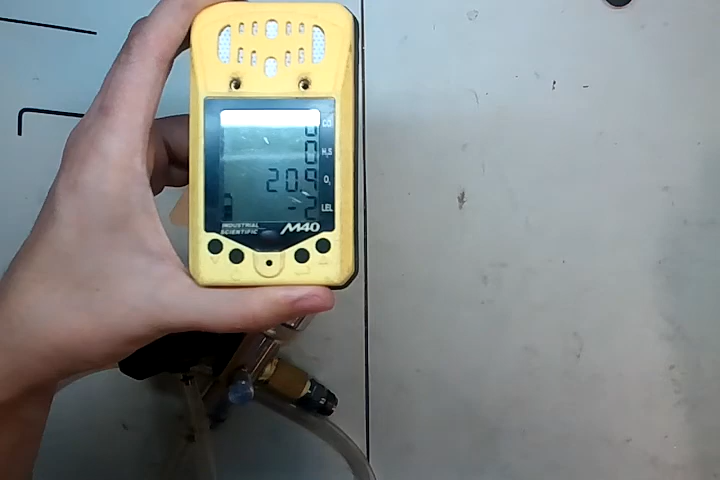 CO
H₂S
0
O₂
20.9
LEL
-2
INDUSTRIAL
SCIENTIFIC
M40